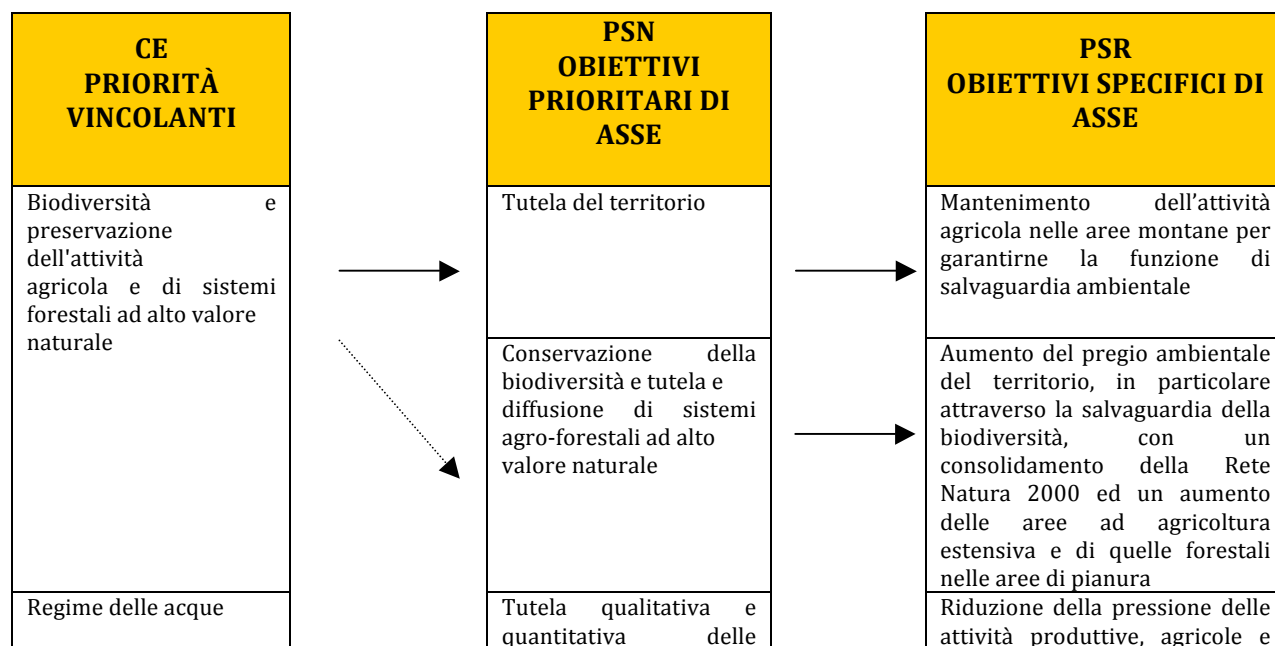 CE
PRIORITÀ
VINCOLANTI
PSN
OBIETTIVI
PRIORITARI DI
ASSE
PSR
OBIETTIVI SPECIFICI DI
ASSE
Biodiversità e
preservazione
dell'attività
agricola e di sistemi
forestali ad alto valore
naturale
Tutela del territorio
Mantenimento dell’attività
agricola nelle aree montane per
garantirne la funzione di
salvaguardia ambientale
Conservazione della
biodiversità e tutela e
diffusione di sistemi
agro-forestali ad alto
valore naturale
Aumento del pregio ambientale
del territorio, in particolare
attraverso la salvaguardia della
biodiversità, con un
consolidamento della Rete
Natura 2000 ed un aumento
delle aree ad agricoltura
estensiva e di quelle forestali
nelle aree di pianura
Regime delle acque
Tutela qualitativa e
quantitativa delle
Riduzione della pressione delle
attività produttive, agricole e